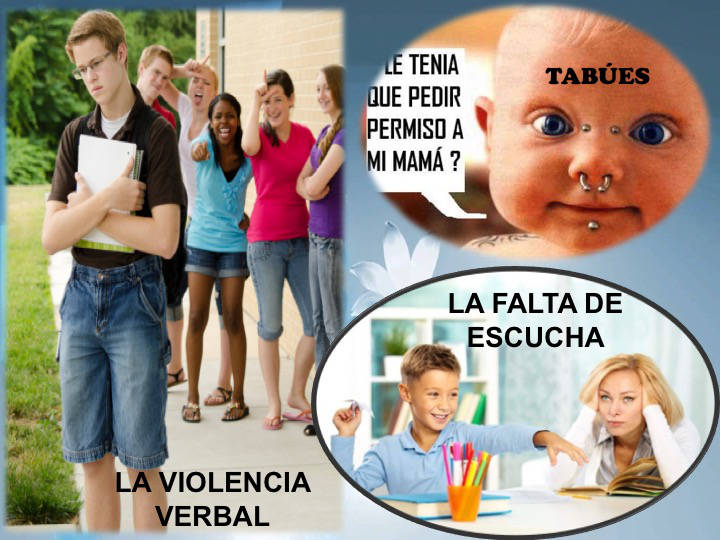 LE TENIA
QUE PEDIR
PERMISO A
MI MAMÁ ?
TABÚES
LA FALTA DE
ESCUCHA
LA VIOLENCIA
VERBAL